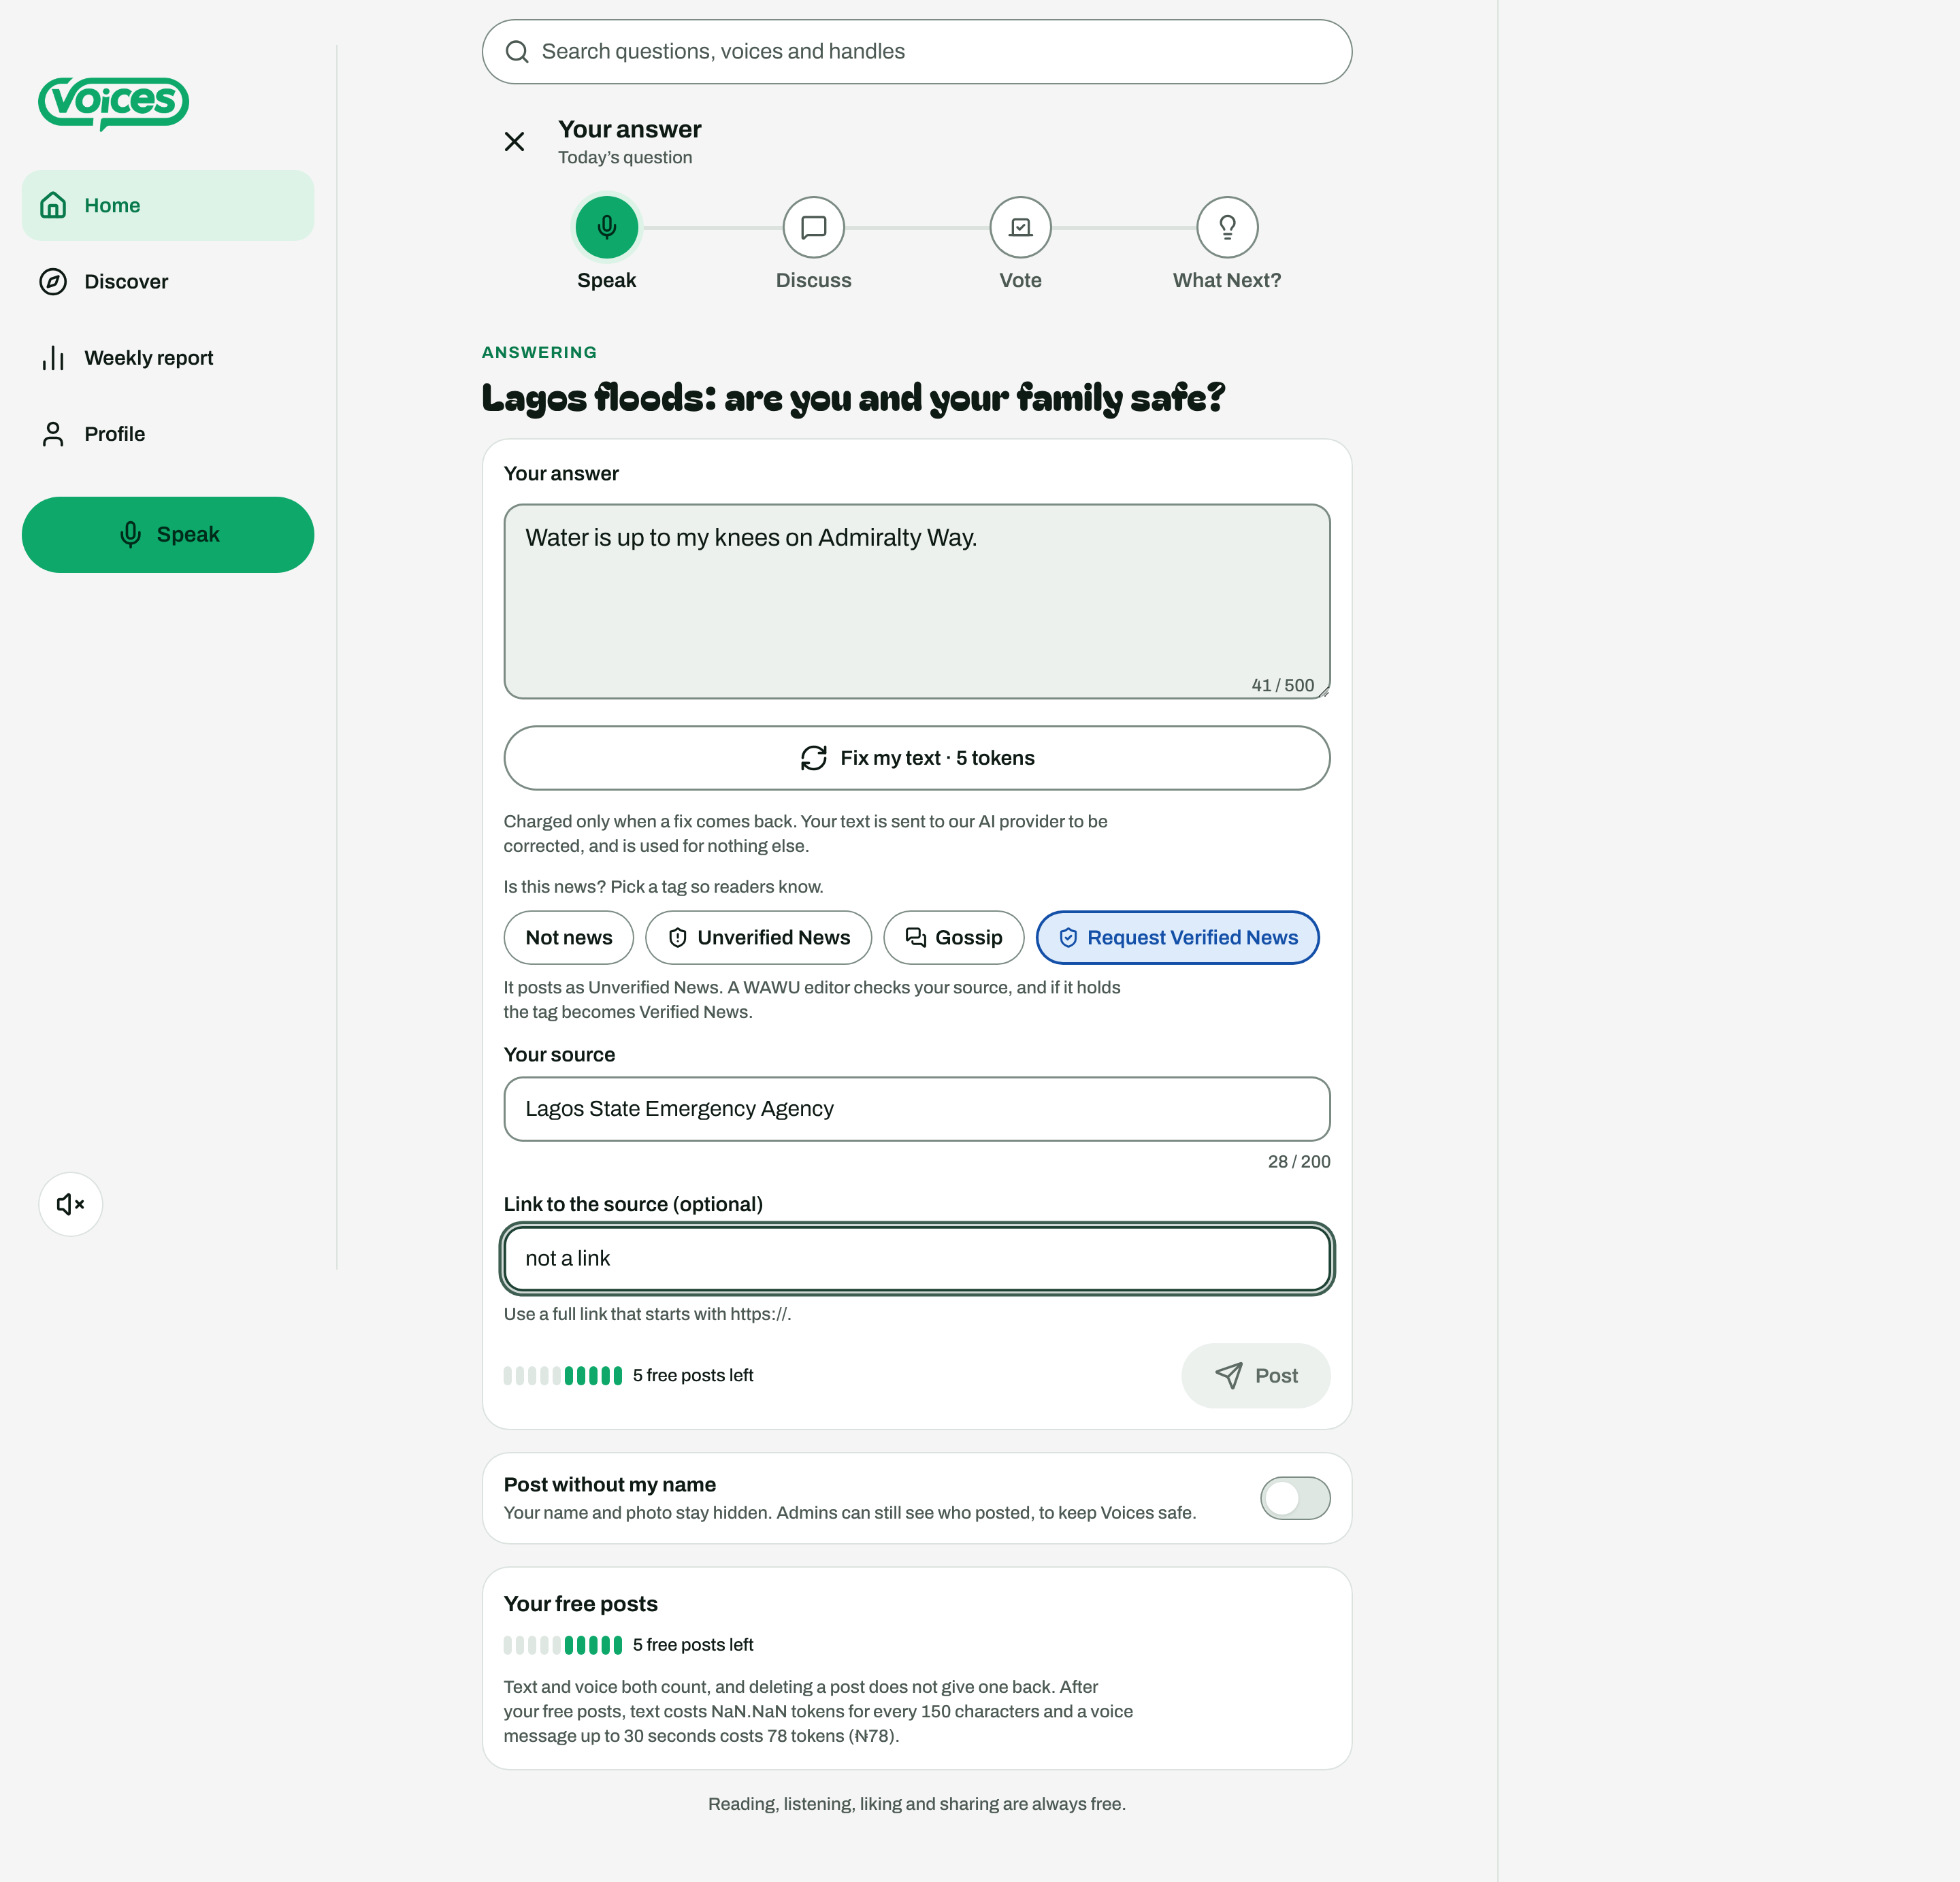 voices
Search questions, voices and handles
Your answer
Today’s question
Home
Discover
Weekly report
Profile
Speak
Speak
Discuss
Vote
What Next?
ANSWERING
Lagos floods: are you and your family safe?
Your answer
Water is up to my knees on Admiralty Way.
41 / 500
Fix my text · 5 tokens
Charged only when a fix comes back. Your text is sent to our AI provider to be
corrected, and is used for nothing else.
Is this news? Pick a tag so readers know.
Not news
Unverified News
Gossip
Request Verified News
It posts as Unverified News. A WAWU editor checks your source, and if it holds
the tag becomes Verified News.
Your source
Lagos State Emergency Agency
28 / 200
Link to the source (optional)
not a link
Use a full link that starts with https://.
5 free posts left
Post
Post without my name
Your name and photo stay hidden. Admins can still see who posted, to keep Voices safe.
Your free posts
5 free posts left
Text and voice both count, and deleting a post does not give one back. After
your free posts, text costs NaN.NaN tokens for every 150 characters and a voice
message up to 30 seconds costs 78 tokens (₦78).
Reading, listening, liking and sharing are always free.